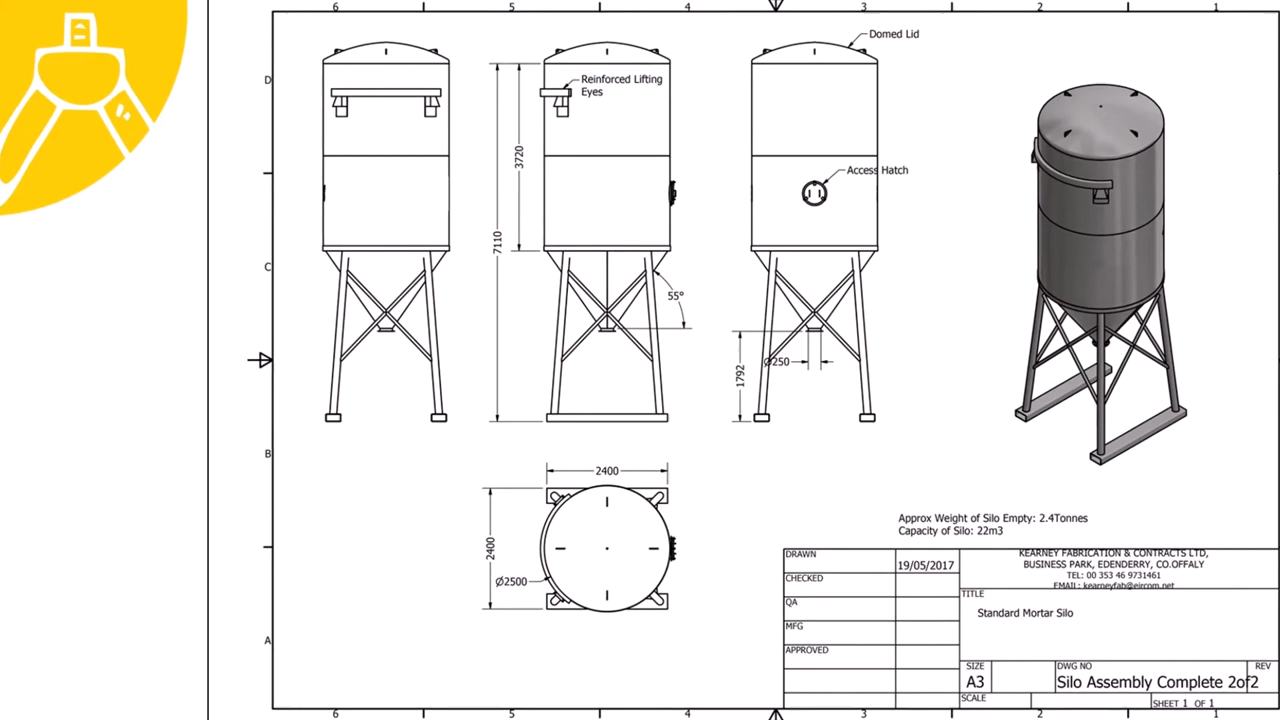 6 5 4 3 2 1
Domed Lid
D
Reinforced Lifting
Eyes
3720
Access Hatch
7110
C
55°
Ø250
1792
B
2400
2400
Ø2500
Approx Weight of Silo Empty: 2.4Tonnes
Capacity of Silo: 22m3
DRAWN
19/05/2017
CHECKED
QA
MFG
APPROVED
KEARNEY FABRICATION & CONTRACTS LTD,
BUSINESS PARK, EDENDERRY, CO.OFFALY
TEL: 00 353 46 9731461
EMAIL: kearneyfab@eircom.net
TITLE
Standard Mortar Silo
A
SIZE
A3
DWG NO
REV
Silo Assembly Complete 2of2
SCALE
SHEET 1 OF 1
6 5 4 3 2 1